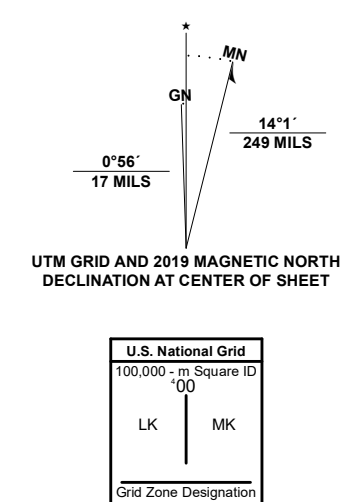 ★
MN
GN
14°1´
249 MILS
0°56´
17 MILS
UTM GRID AND 2019 MAGNETIC NORTH
DECLINATION AT CENTER OF SHEET
U.S. National Grid
100,000 - m Square ID
⁴00
LK MK
Grid Zone Designation